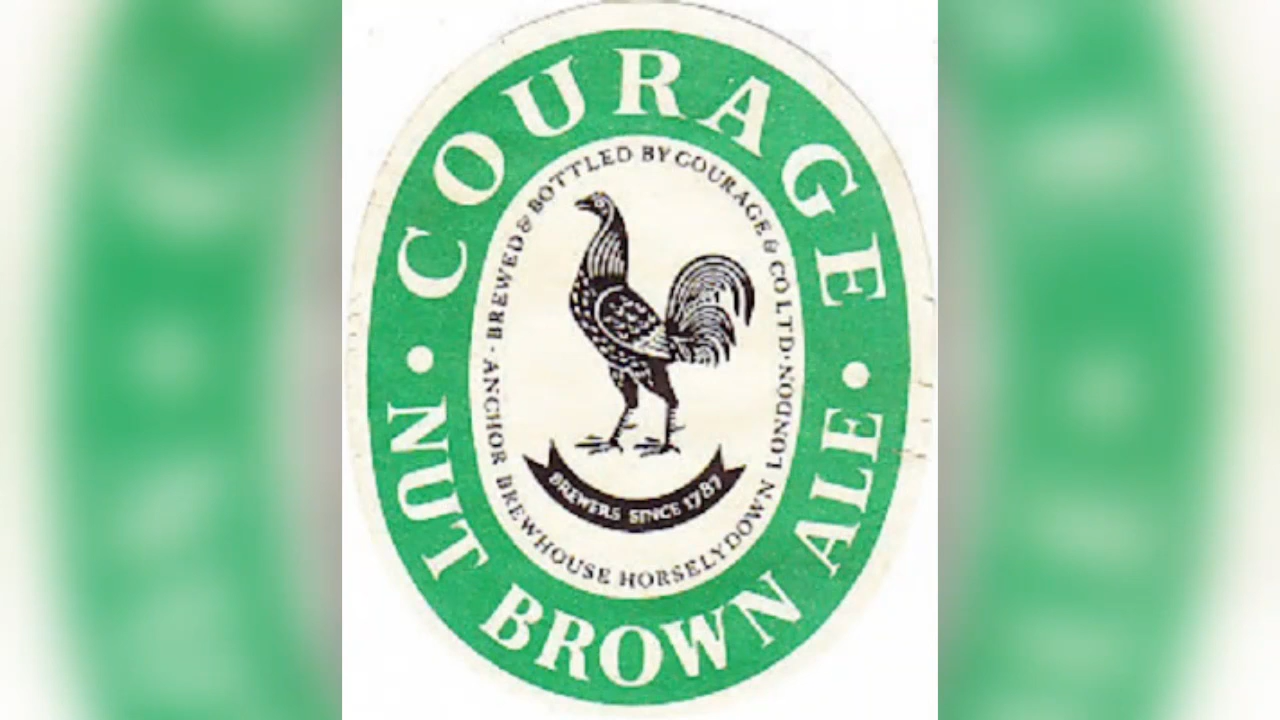 COURAGE
NUT BROWN ALE
BREWED & BOTTLED BY COURAGE & CO LTD · ANCHOR BREWHOUSE HORSELYDOWN LONDON
BREWERS SINCE 1787